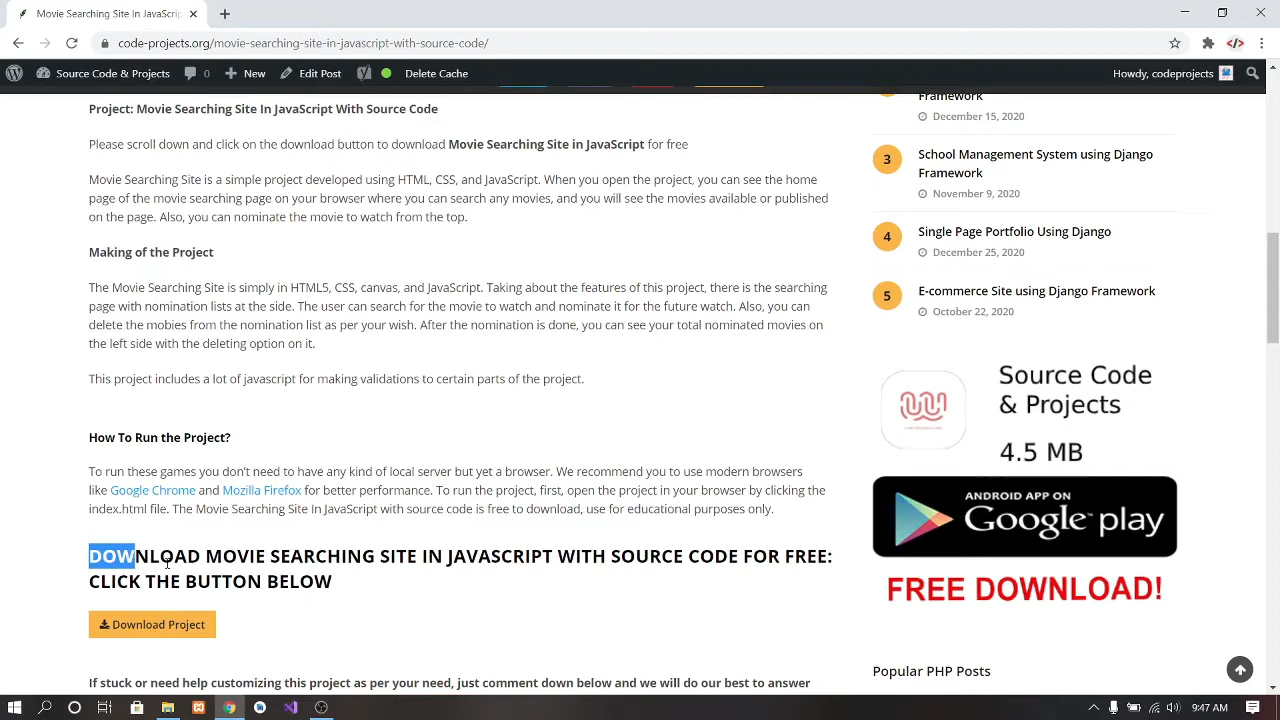 Movie Searching Site In JavaScrip
code-projects.org/movie-searching-site-in-javascript-with-source-code/
Source Code & Projects
0
New
Edit Post
Delete Cache
Howdy, codeprojects
Project: Movie Searching Site In JavaScript With Source Code
Please scroll down and click on the download button to download Movie Searching Site in JavaScript for free
Movie Searching Site is a simple project developed using HTML, CSS, and JavaScript. When you open the project, you can see the home
page of the movie searching page on your browser where you can search any movies, and you will see the movies available or published
on the page. Also, you can nominate the movie to watch from the top.
Making of the Project
The Movie Searching Site is simply in HTML5, CSS, canvas, and JavaScript. Taking about the features of this project, there is the searching
page with nomination lists at the side. The user can search for the movie to watch and nominate it for the future watch. Also, you can
delete the mobies from the nomination list as per your wish. After the nomination is done, you can see your total nominated movies on
the left side with the deleting option on it.
This project includes a lot of javascript for making validations to certain parts of the project.
How To Run the Project?
To run these games you don't need to have any kind of local server but yet a browser. We recommend you to use modern browsers
like Google Chrome and Mozilla Firefox for better performance. To run the project, first, open the project in your browser by clicking the
index.html file. The Movie Searching Site In JavaScript with source code is free to download, use for educational purposes only.
DOWNLOAD MOVIE SEARCHING SITE IN JAVASCRIPT WITH SOURCE CODE FOR FREE:
CLICK THE BUTTON BELOW
Download Project
If stuck or need help customizing this project as per your need, just comment down below and we will do our best to answer
Framework
December 15, 2020
3
School Management System using Django
Framework
November 9, 2020
4
Single Page Portfolio Using Django
December 25, 2020
5
E-commerce Site using Django Framework
October 22, 2020
Source Code
& Projects
4.5 MB
ANDROID APP ON
Google play
FREE DOWNLOAD!
Popular PHP Posts
9:47 AM